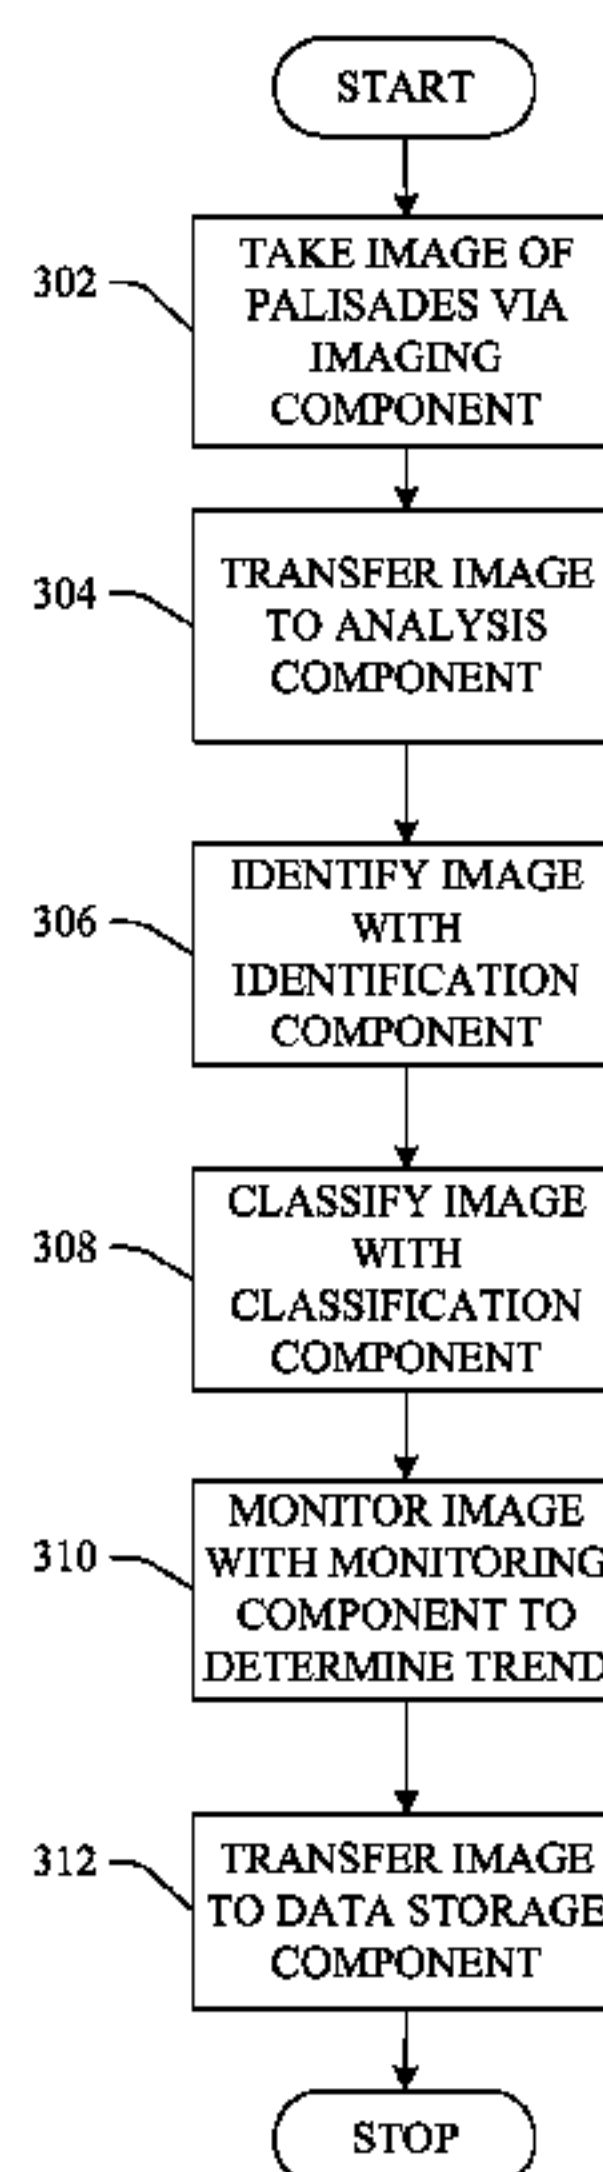 START
302
TAKE IMAGE OF
PALISADES VIA
IMAGING
COMPONENT
304
TRANSFER IMAGE
TO ANALYSIS
COMPONENT
306
IDENTIFY IMAGE
WITH
IDENTIFICATION
COMPONENT
308
CLASSIFY IMAGE
WITH
CLASSIFICATION
COMPONENT
310
MONITOR IMAGE
WITH MONITORING
COMPONENT TO
DETERMINE TREND
312
TRANSFER IMAGE
TO DATA STORAGE
COMPONENT
STOP